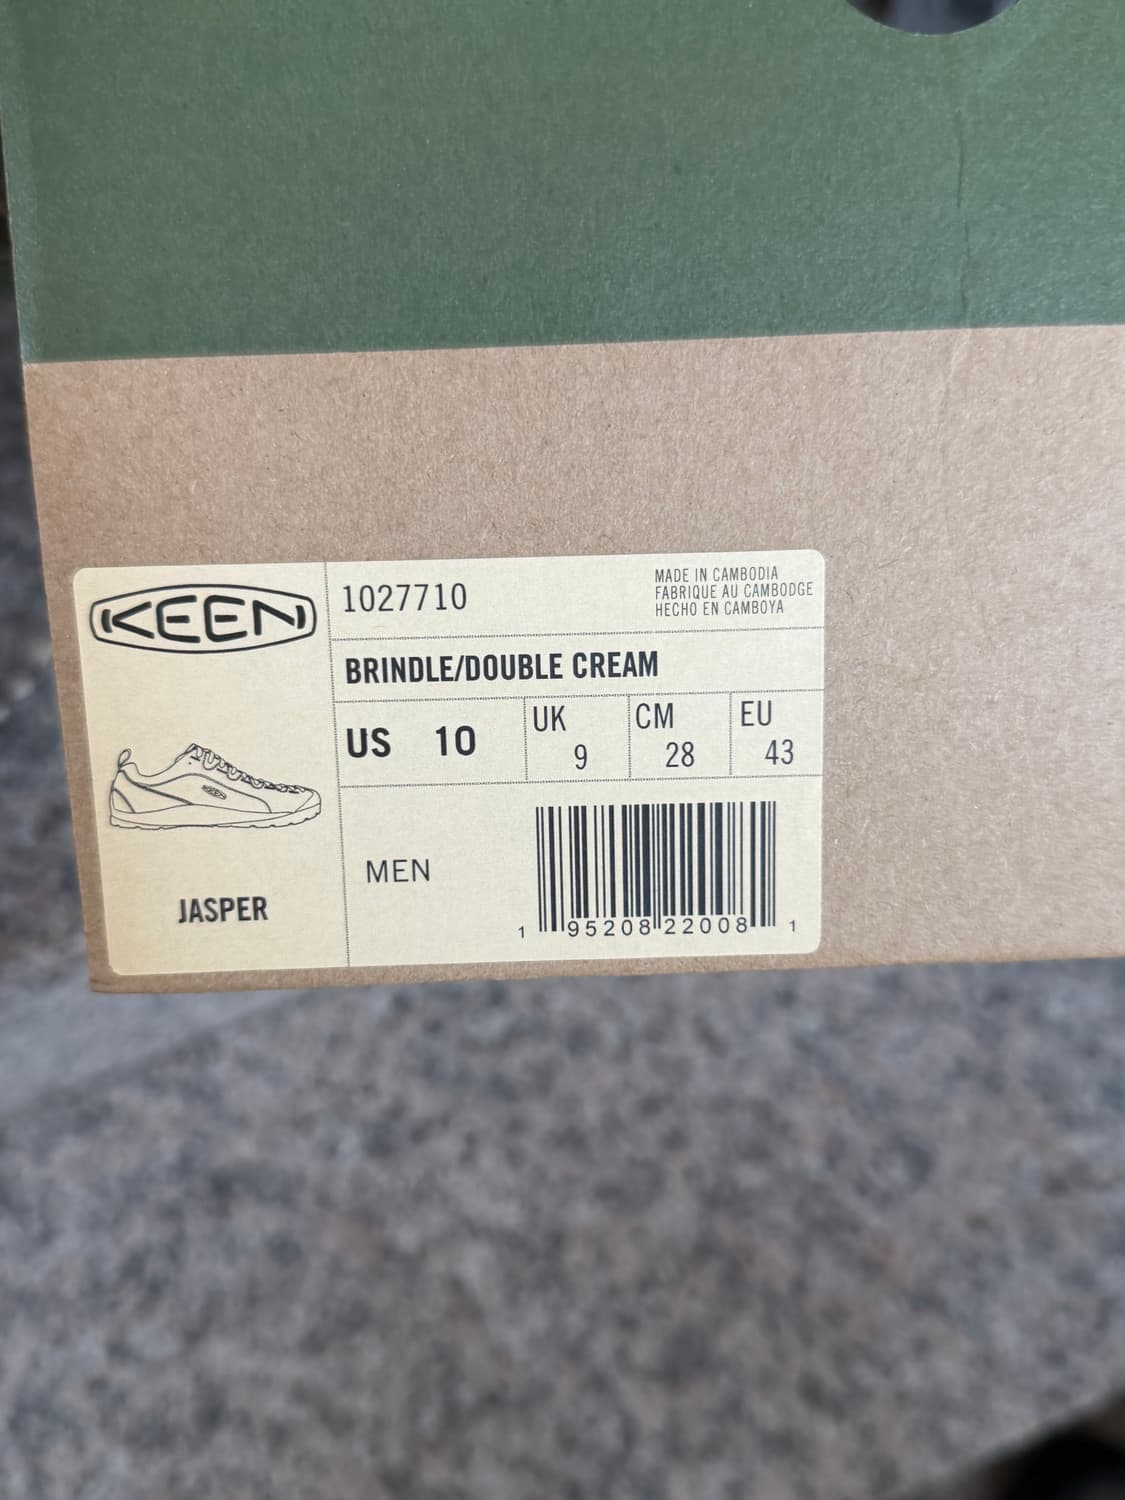 KEEN
1027710
MADE IN CAMBODIA
FABRIQUE AU CAMBODGE
HECHO EN CAMBOYA
BRINDLE/DOUBLE CREAM
US 10
UK 9
CM 28
EU 43
KEEN
JASPER
MEN
1 95208 22008 1